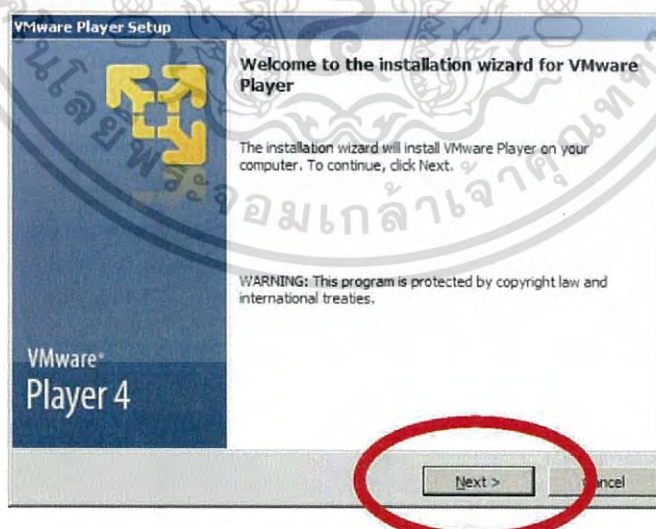 VMware Player Setup
Welcome to the installation wizard for VMware
Player
The installation wizard will install VMware Player on your
computer. To continue, click Next.
WARNING: This program is protected by copyright law and
international treaties.
VMware
Player 4
Next >